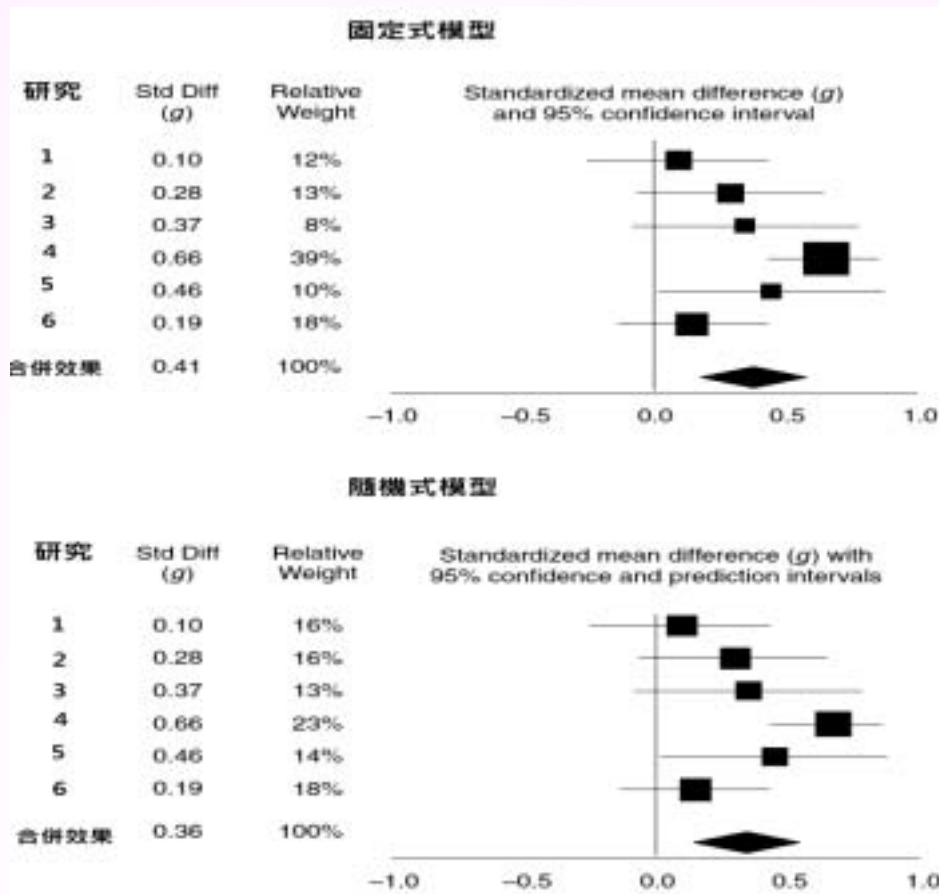 固定式模型
研究 Std Diff (g) Relative Weight Standardized mean difference (g) and 95% confidence interval
1 0.10 12%
2 0.28 13%
3 0.37 8%
4 0.66 39%
5 0.46 10%
6 0.19 18%
合併效果 0.41 100%
−1.0 −0.5 0.0 0.5 1.0
隨機式模型
研究 Std Diff (g) Relative Weight Standardized mean difference (g) with 95% confidence and prediction intervals
1 0.10 16%
2 0.28 16%
3 0.37 13%
4 0.66 23%
5 0.46 14%
6 0.19 18%
合併效果 0.36 100%
−1.0 −0.5 0.0 0.5 1.0